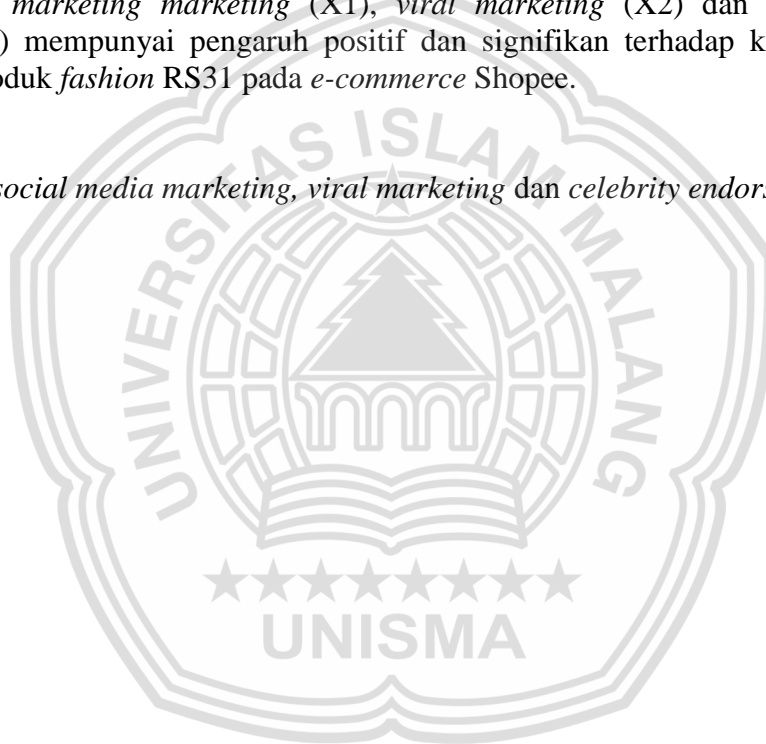 marketing marketing (X1), viral marketing (X2) dan
) mempunyai pengaruh positif dan signifikan terhadap k
oduk fashion RS31 pada e-commerce Shopee.
social media marketing, viral marketing dan celebrity endors
UNIVERSITAS ISLAM MALANG
UNISMA